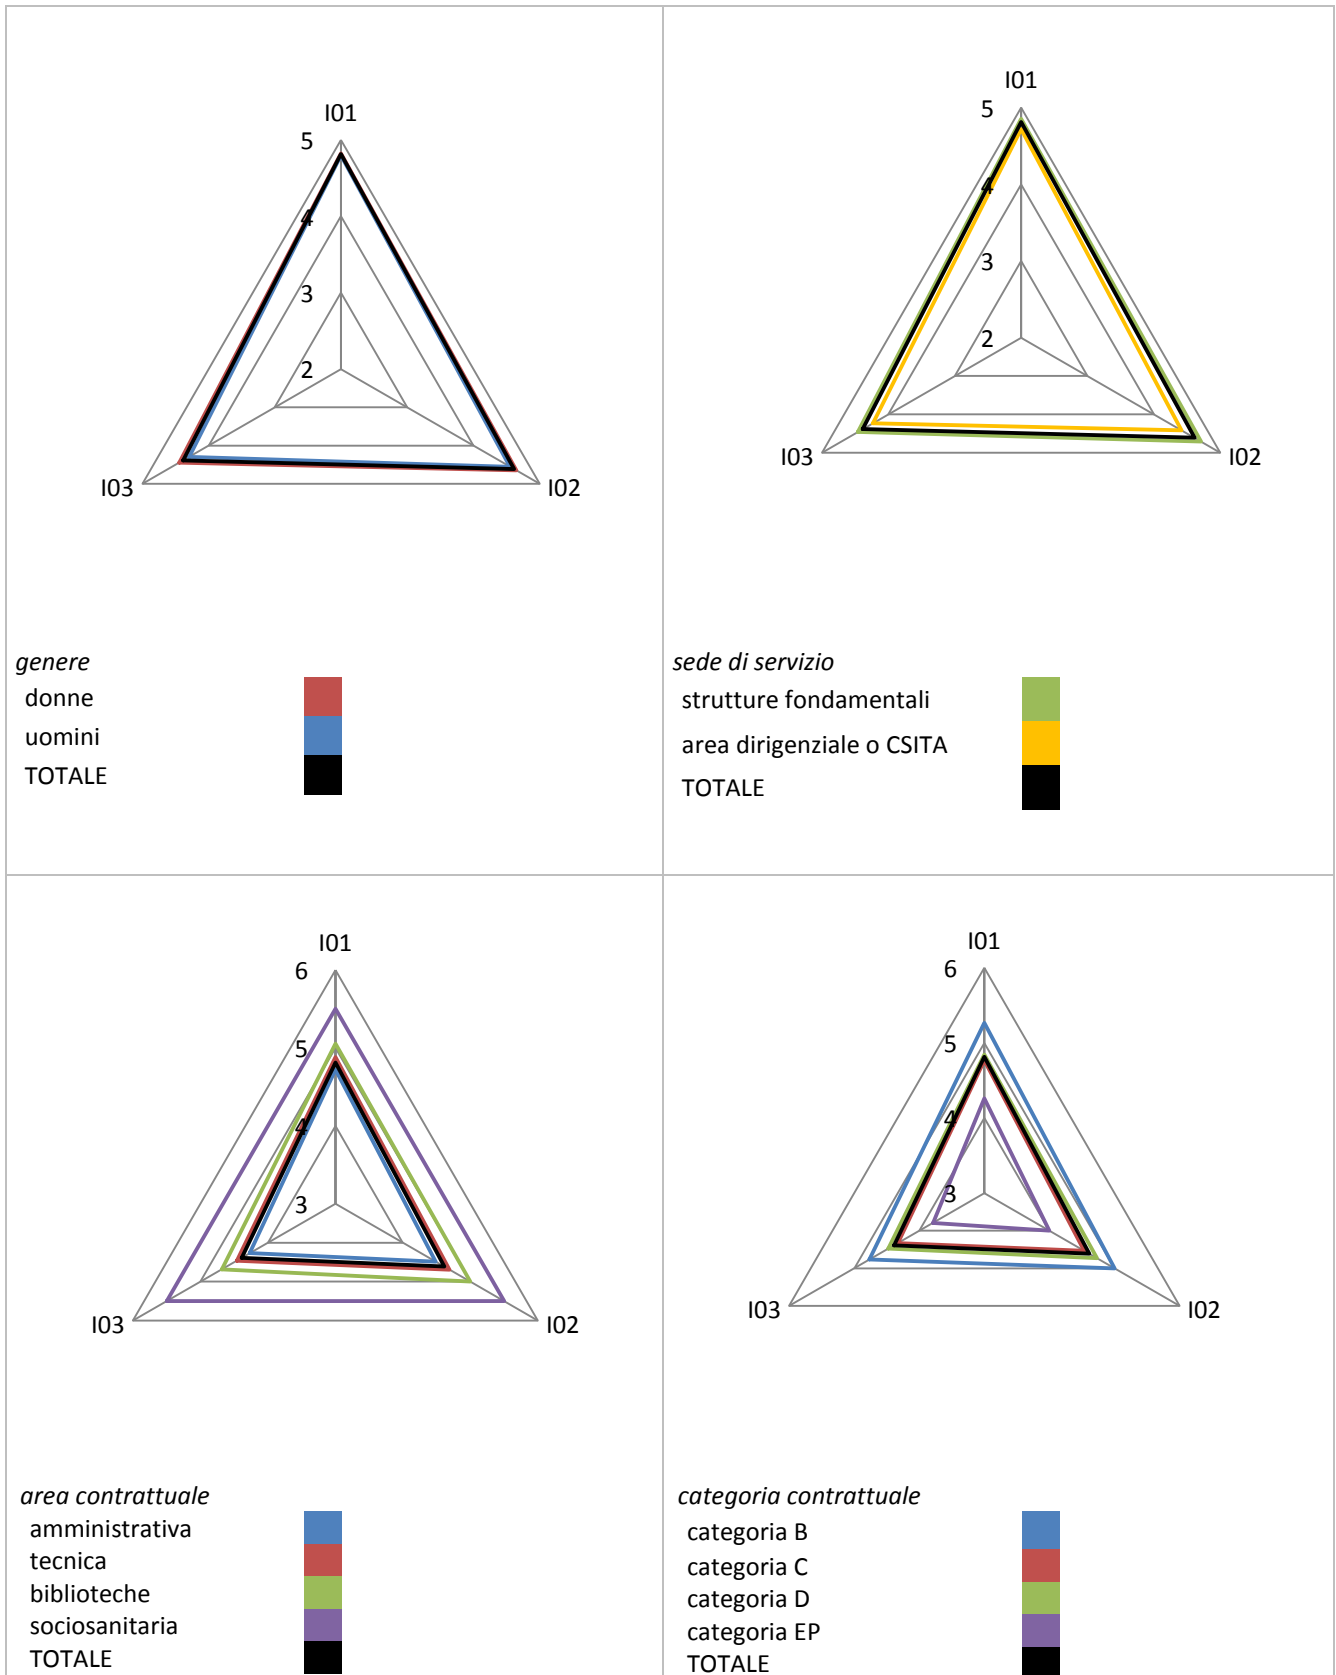 I01
5
4
3
2
I03
I02
genere
donne
uomini
TOTALE
I01
5
4
3
2
I03
I02
sede di servizio
strutture fondamentali
area dirigenziale o CSITA
TOTALE
I01
6
5
4
3
I03
I02
area contrattuale
amministrativa
tecnica
biblioteche
sociosanitaria
TOTALE
I01
6
5
4
3
I03
I02
categoria contrattuale
categoria B
categoria C
categoria D
categoria EP
TOTALE